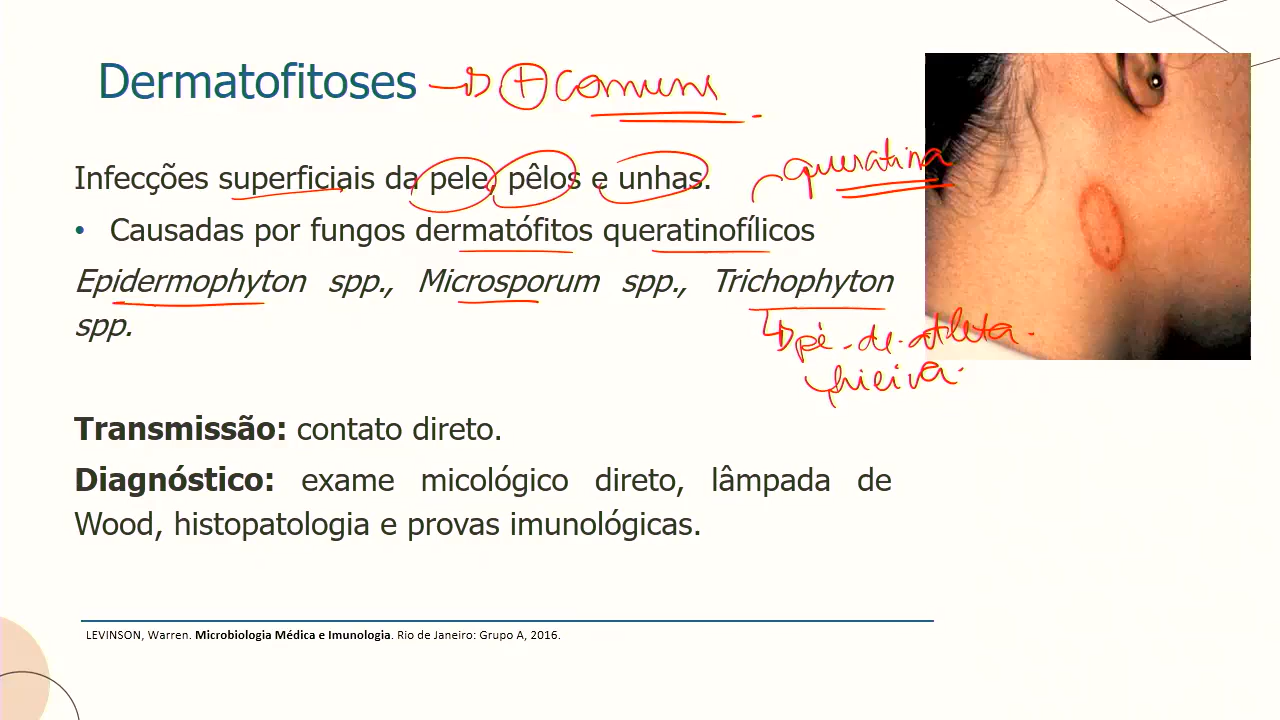 Dermatofitoses → + comuns
Infecções superficiais da pele, pêlos e unhas.
queratina
• Causadas por fungos dermatófitos queratinofílicos
Epidermophyton spp., Microsporum spp., Trichophyton
spp.
↳ pé-de-atleta.
frieira.
Transmissão: contato direto.
Diagnóstico: exame micológico direto, lâmpada de
Wood, histopatologia e provas imunológicas.
LEVINSON, Warren. Microbiologia Médica e Imunologia. Rio de Janeiro: Grupo A, 2016.